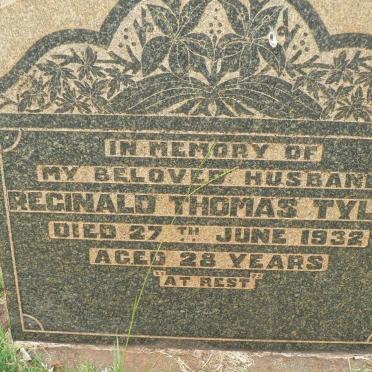 IN MEMORY OF
MY BELOVED HUSBAN
REGINALD THOMAS TYL
DIED 27TH JUNE 1932
AGED 28 YEARS
"AT REST"